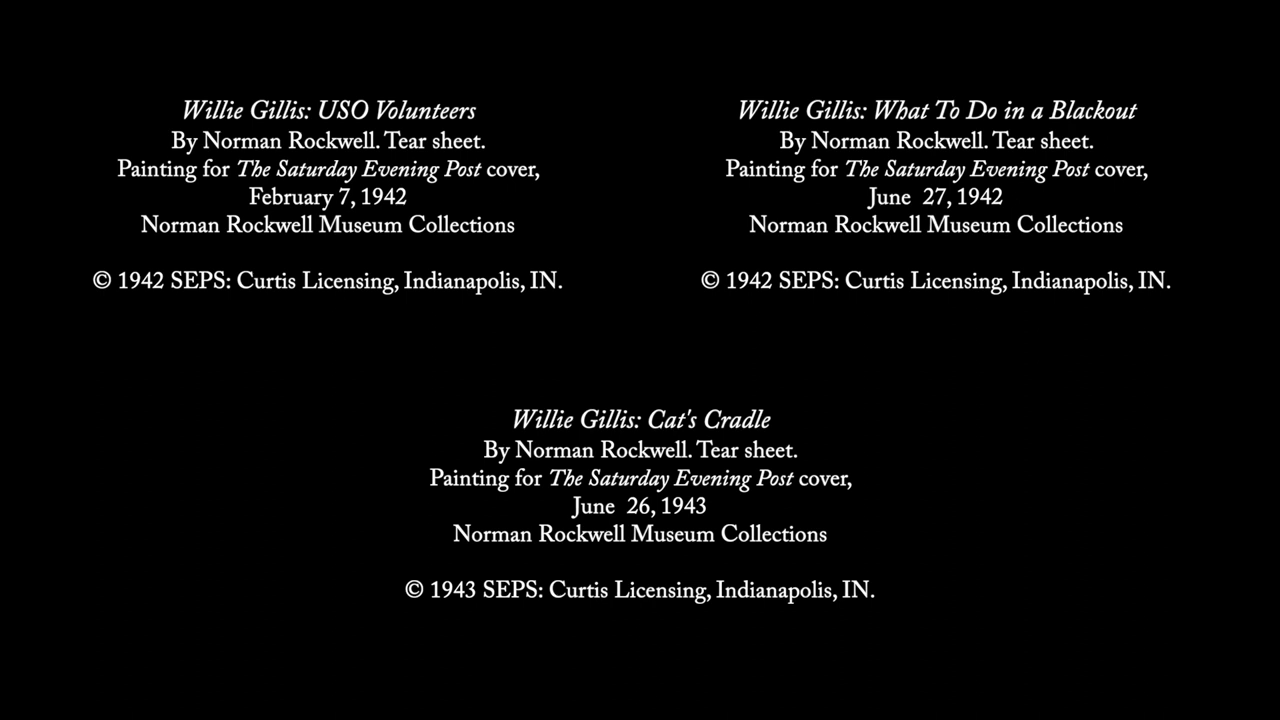 Willie Gillis: USO Volunteers
By Norman Rockwell. Tear sheet.
Painting for The Saturday Evening Post cover,
February 7, 1942
Norman Rockwell Museum Collections
© 1942 SEPS: Curtis Licensing, Indianapolis, IN.
Willie Gillis: What To Do in a Blackout
By Norman Rockwell. Tear sheet.
Painting for The Saturday Evening Post cover,
June 27, 1942
Norman Rockwell Museum Collections
© 1942 SEPS: Curtis Licensing, Indianapolis, IN.
Willie Gillis: Cat's Cradle
By Norman Rockwell. Tear sheet.
Painting for The Saturday Evening Post cover,
June 26, 1943
Norman Rockwell Museum Collections
© 1943 SEPS: Curtis Licensing, Indianapolis, IN.